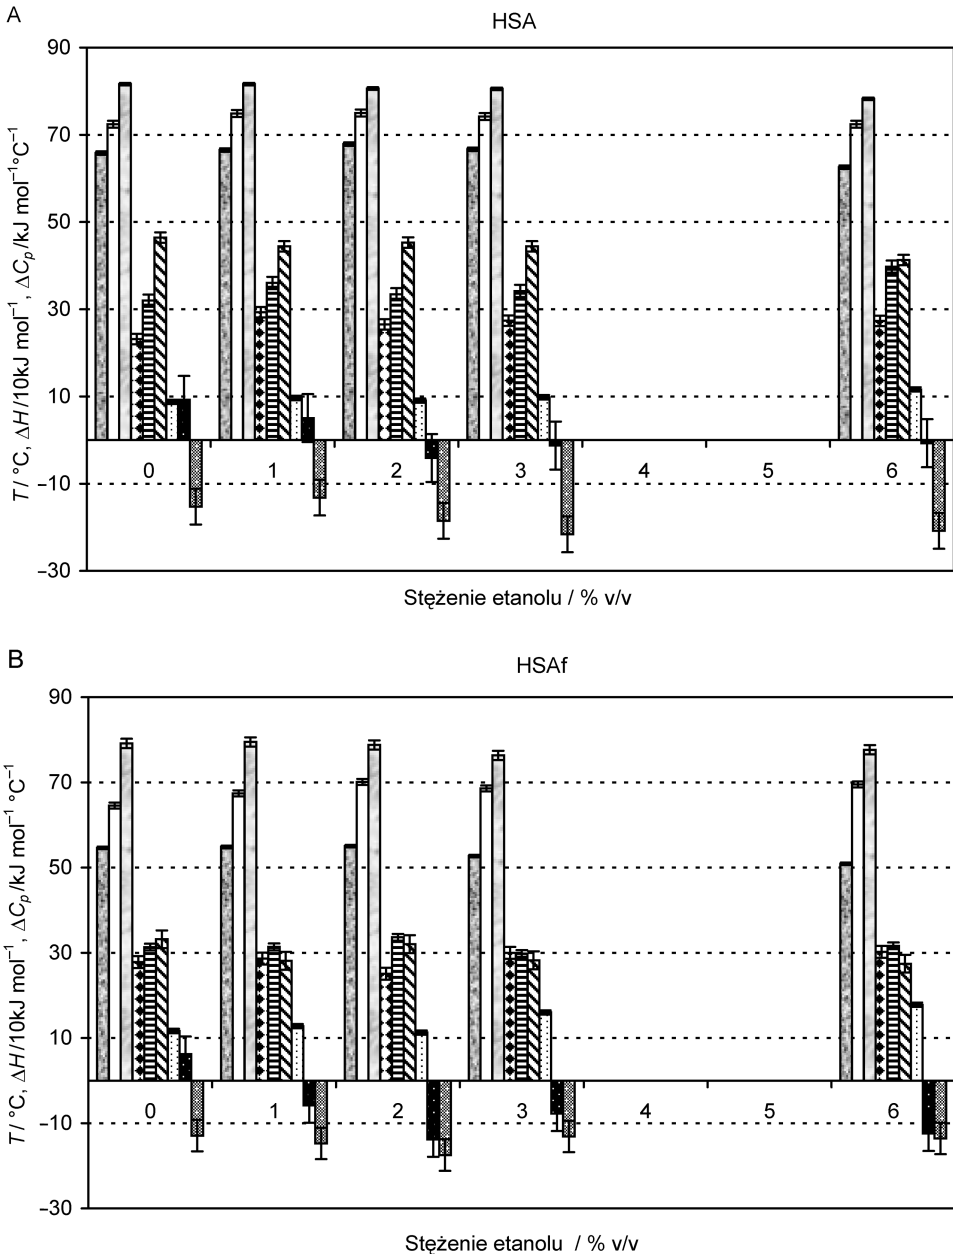 A
HSA
T / °C, ΔH/10kJ mol⁻¹, ΔCₚ/kJ mol⁻¹°C⁻¹
90
70
50
30
10
–10
–30
0 1 2 3 4 5 6
Stężenie etanolu / % v/v
B
HSAf
T / °C, ΔH/10kJ mol⁻¹, ΔCₚ/kJ mol⁻¹ °C⁻¹
90
70
50
30
10
–10
–30
0 1 2 3 4 5 6
Stężenie etanolu / % v/v